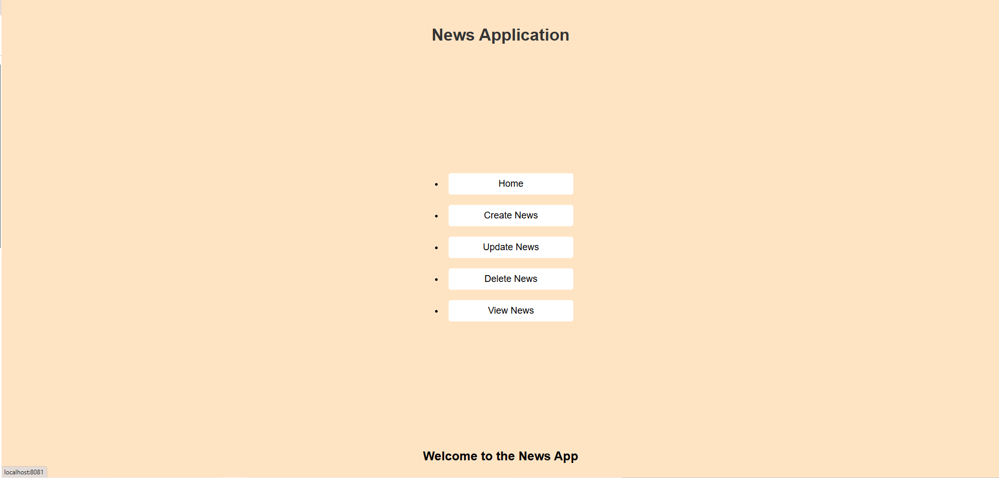 News Application
Home
Create News
Update News
Delete News
View News
Welcome to the News App
localhost:8081